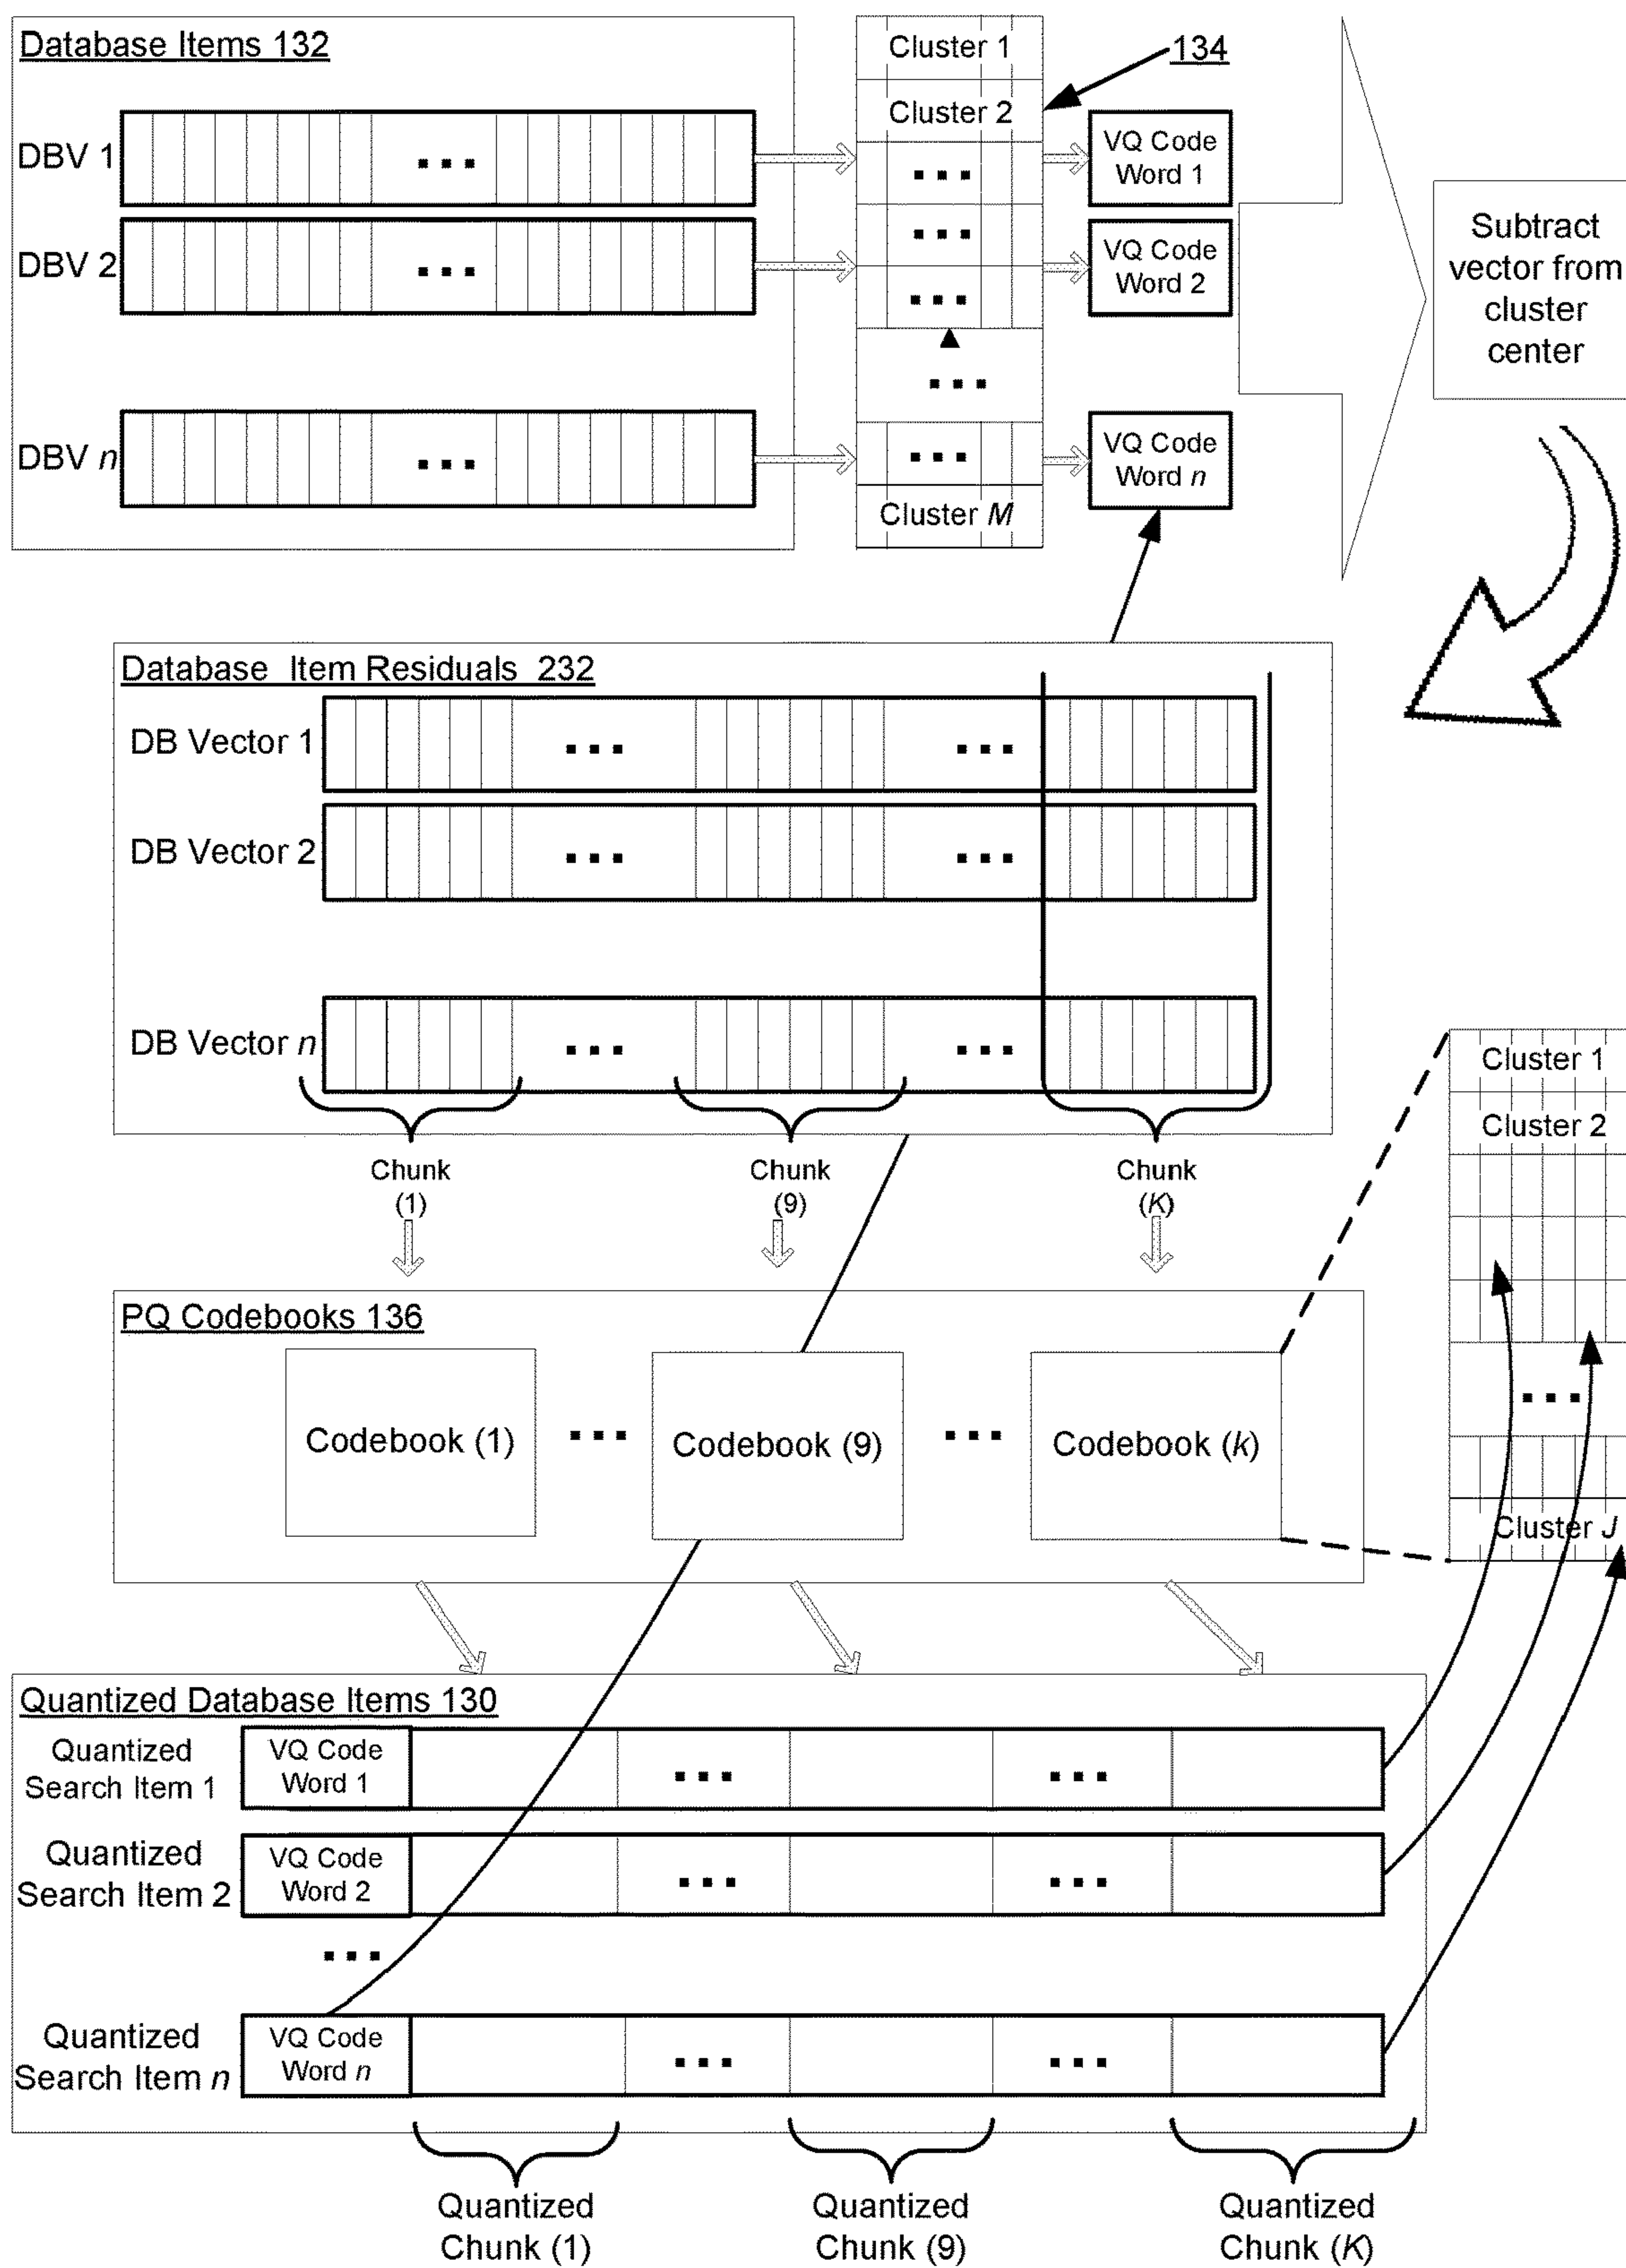 Database Items 132
DBV 1
DBV 2
DBV n
Cluster 1
Cluster 2
Cluster M
134
VQ Code
Word 1
VQ Code
Word 2
VQ Code
Word n
Subtract
vector from
cluster
center
Database Item Residuals 232
DB Vector 1
DB Vector 2
DB Vector n
Chunk
(1)
Chunk
(9)
Chunk
(K)
Cluster 1
Cluster 2
Cluster J
PQ Codebooks 136
Codebook (1)
Codebook (9)
Codebook (k)
Quantized Database Items 130
Quantized
Search Item 1
VQ Code
Word 1
Quantized
Search Item 2
VQ Code
Word 2
Quantized
Search Item n
VQ Code
Word n
Quantized
Chunk (1)
Quantized
Chunk (9)
Quantized
Chunk (K)